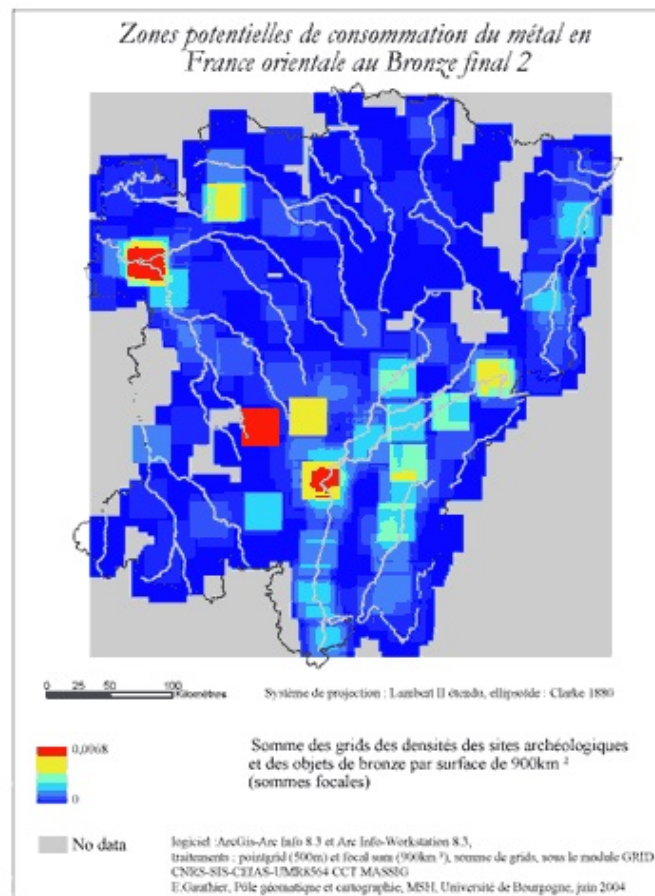 Zones potentielles de consommation du métal en
France orientale au Bronze final 2
0 25 50 100
Kilomètres
Système de projection : Lambert II étendu, ellipsoïde : Clarke 1880
0,0068
0
Somme des grids des densités des sites archéologiques
et des objets de bronze par surface de 900km ²
(sommes focales)
No data
logiciel :ArcGis-Arc Info 8.3 et Arc Info-Workstation 8.3,
traitements : pointgrid (500m) et focal sum (900km ²), somme de grids, sous le module GRID
CNRS-SIS-CEIAS-UMR8564 CCT MASSIG
E.Gauthier, Pôle géomatique et cartographie, MSH, Université de Bourgogne, juin 2004